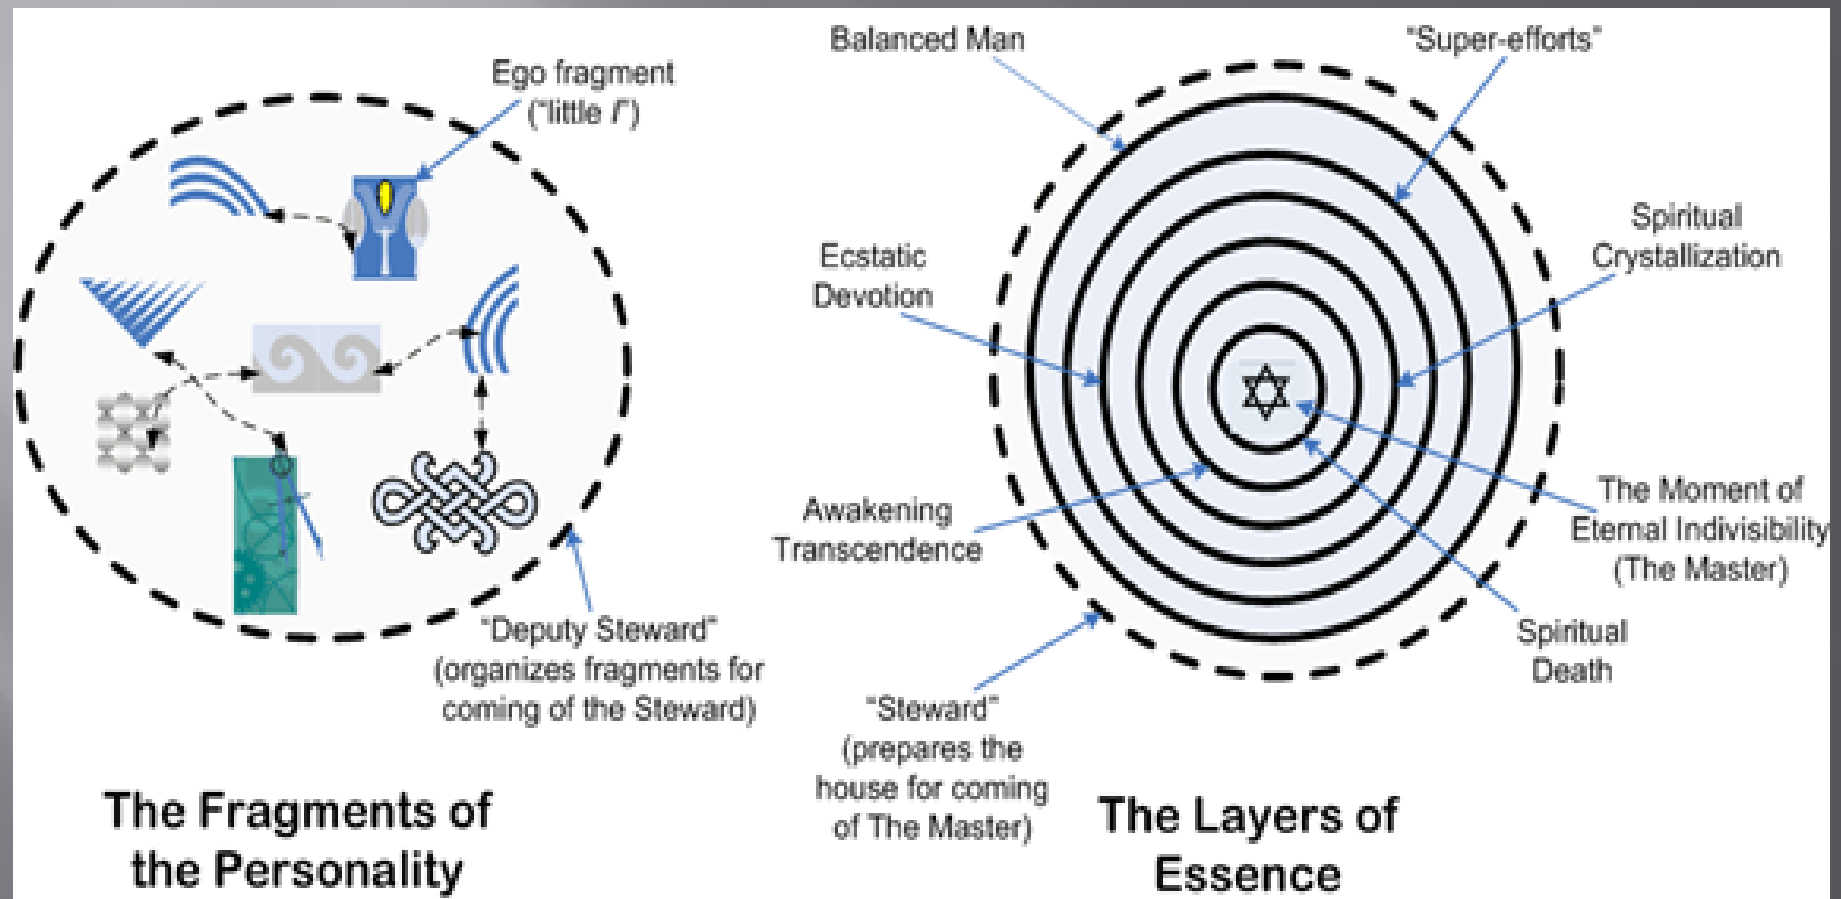 Ego fragment
("little I")
"Deputy Steward"
(organizes fragments for
coming of the Steward)
The Fragments of
the Personality
Balanced Man
"Super-efforts"
Spiritual
Crystallization
Ecstatic
Devotion
Awakening
Transcendence
The Moment of
Eternal Indivisibility
(The Master)
Spiritual
Death
"Steward"
(prepares the
house for coming
of The Master)
The Layers of
Essence